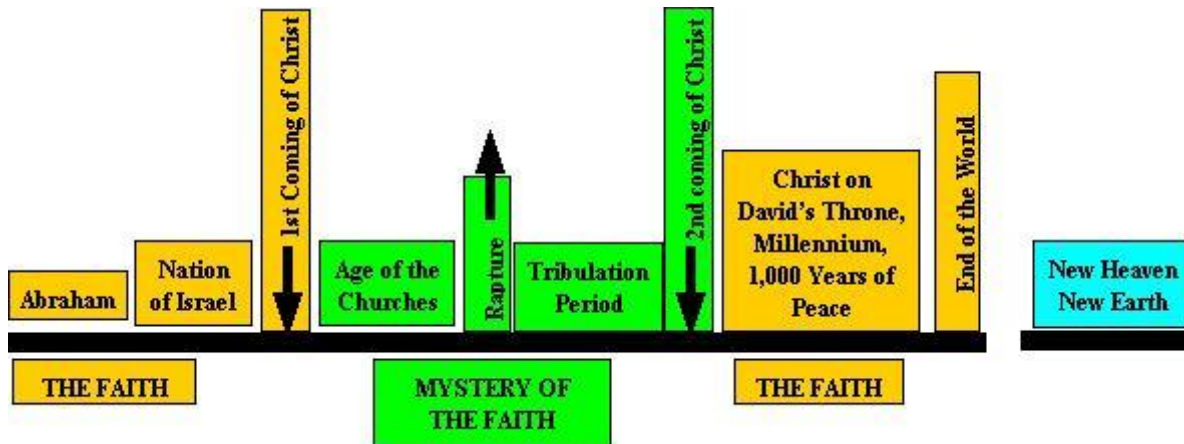 Abraham
Nation
of Israel
1st Coming of Christ
Age of the
Churches
Rapture
Tribulation
Period
2nd coming of Christ
Christ on
David's Throne,
Millennium,
1,000 Years of
Peace
End of the World
New Heaven
New Earth
THE FAITH
MYSTERY OF
THE FAITH
THE FAITH